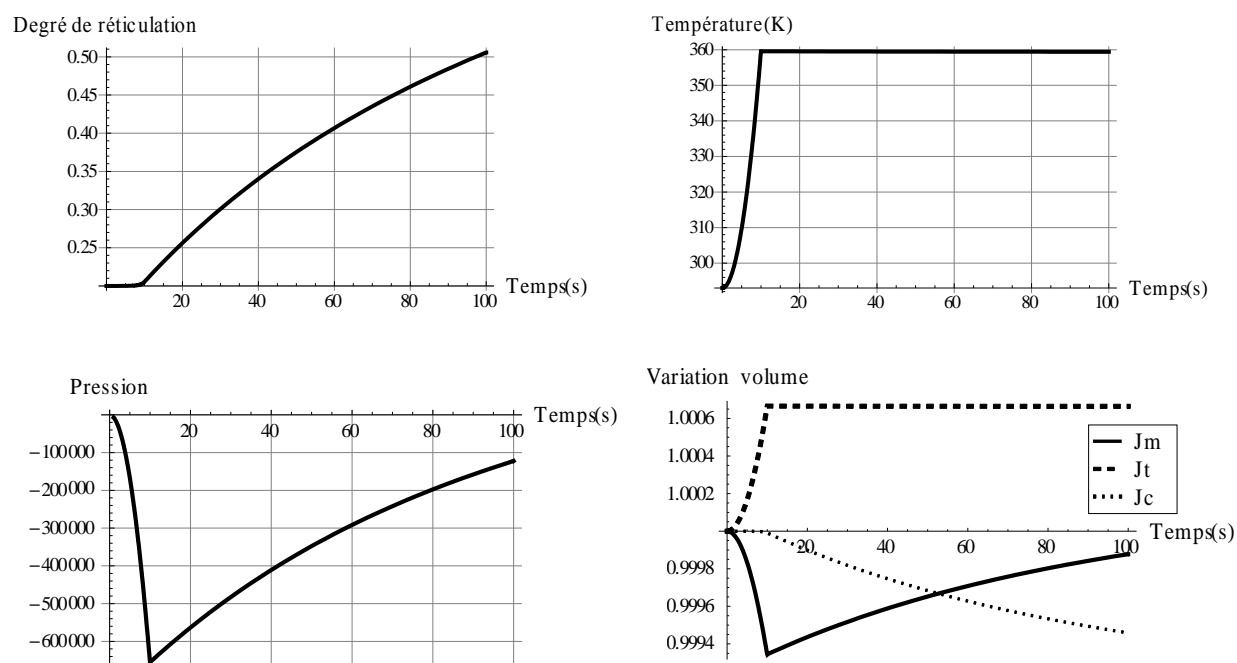 Degré de réticulation
0.50
0.45
0.40
0.35
0.30
0.25
20 40 60 80 100
Temps(s)
Température(K)
360
350
340
330
320
310
300
20 40 60 80 100
Temps(s)
Pression
Temps(s)
20 40 60 80 100
−100000
−200000
−300000
−400000
−500000
−600000
Variation volume
1.0006
1.0004
1.0002
0.9998
0.9996
0.9994
20 40 60 80 100
Temps(s)
Jm
Jt
Jc